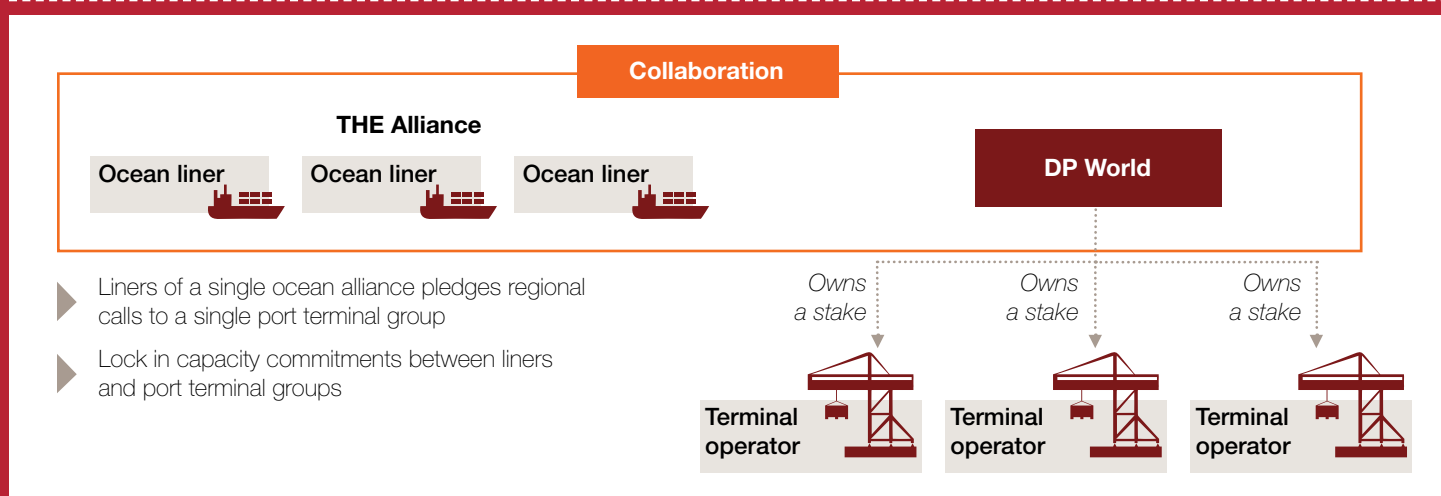 Collaboration
THE Alliance
Ocean liner
Ocean liner
Ocean liner
DP World
Liners of a single ocean alliance pledges regional
calls to a single port terminal group
Lock in capacity commitments between liners
and port terminal groups
Owns
a stake
Owns
a stake
Owns
a stake
Terminal
operator
Terminal
operator
Terminal
operator